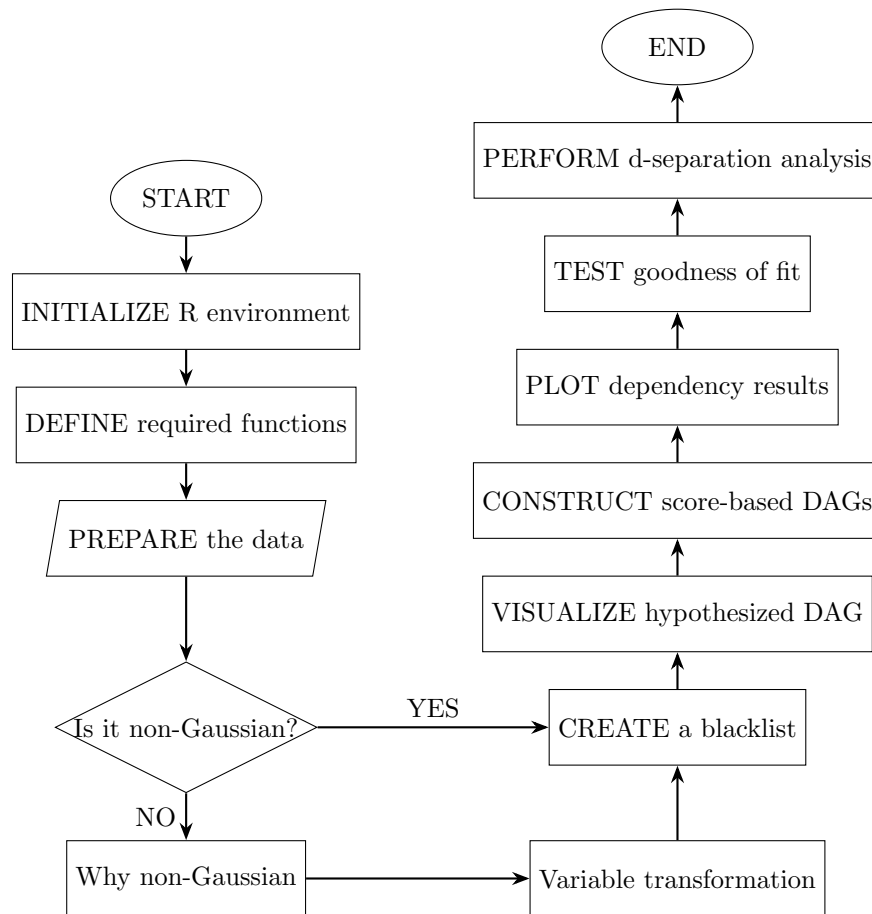 START
INITIALIZE R environment
DEFINE required functions
PREPARE the data
Is it non-Gaussian?
YES
NO
Why non-Gaussian
Variable transformation
CREATE a blacklist
VISUALIZE hypothesized DAG
CONSTRUCT score-based DAGs
PLOT dependency results
TEST goodness of fit
PERFORM d-separation analysis
END